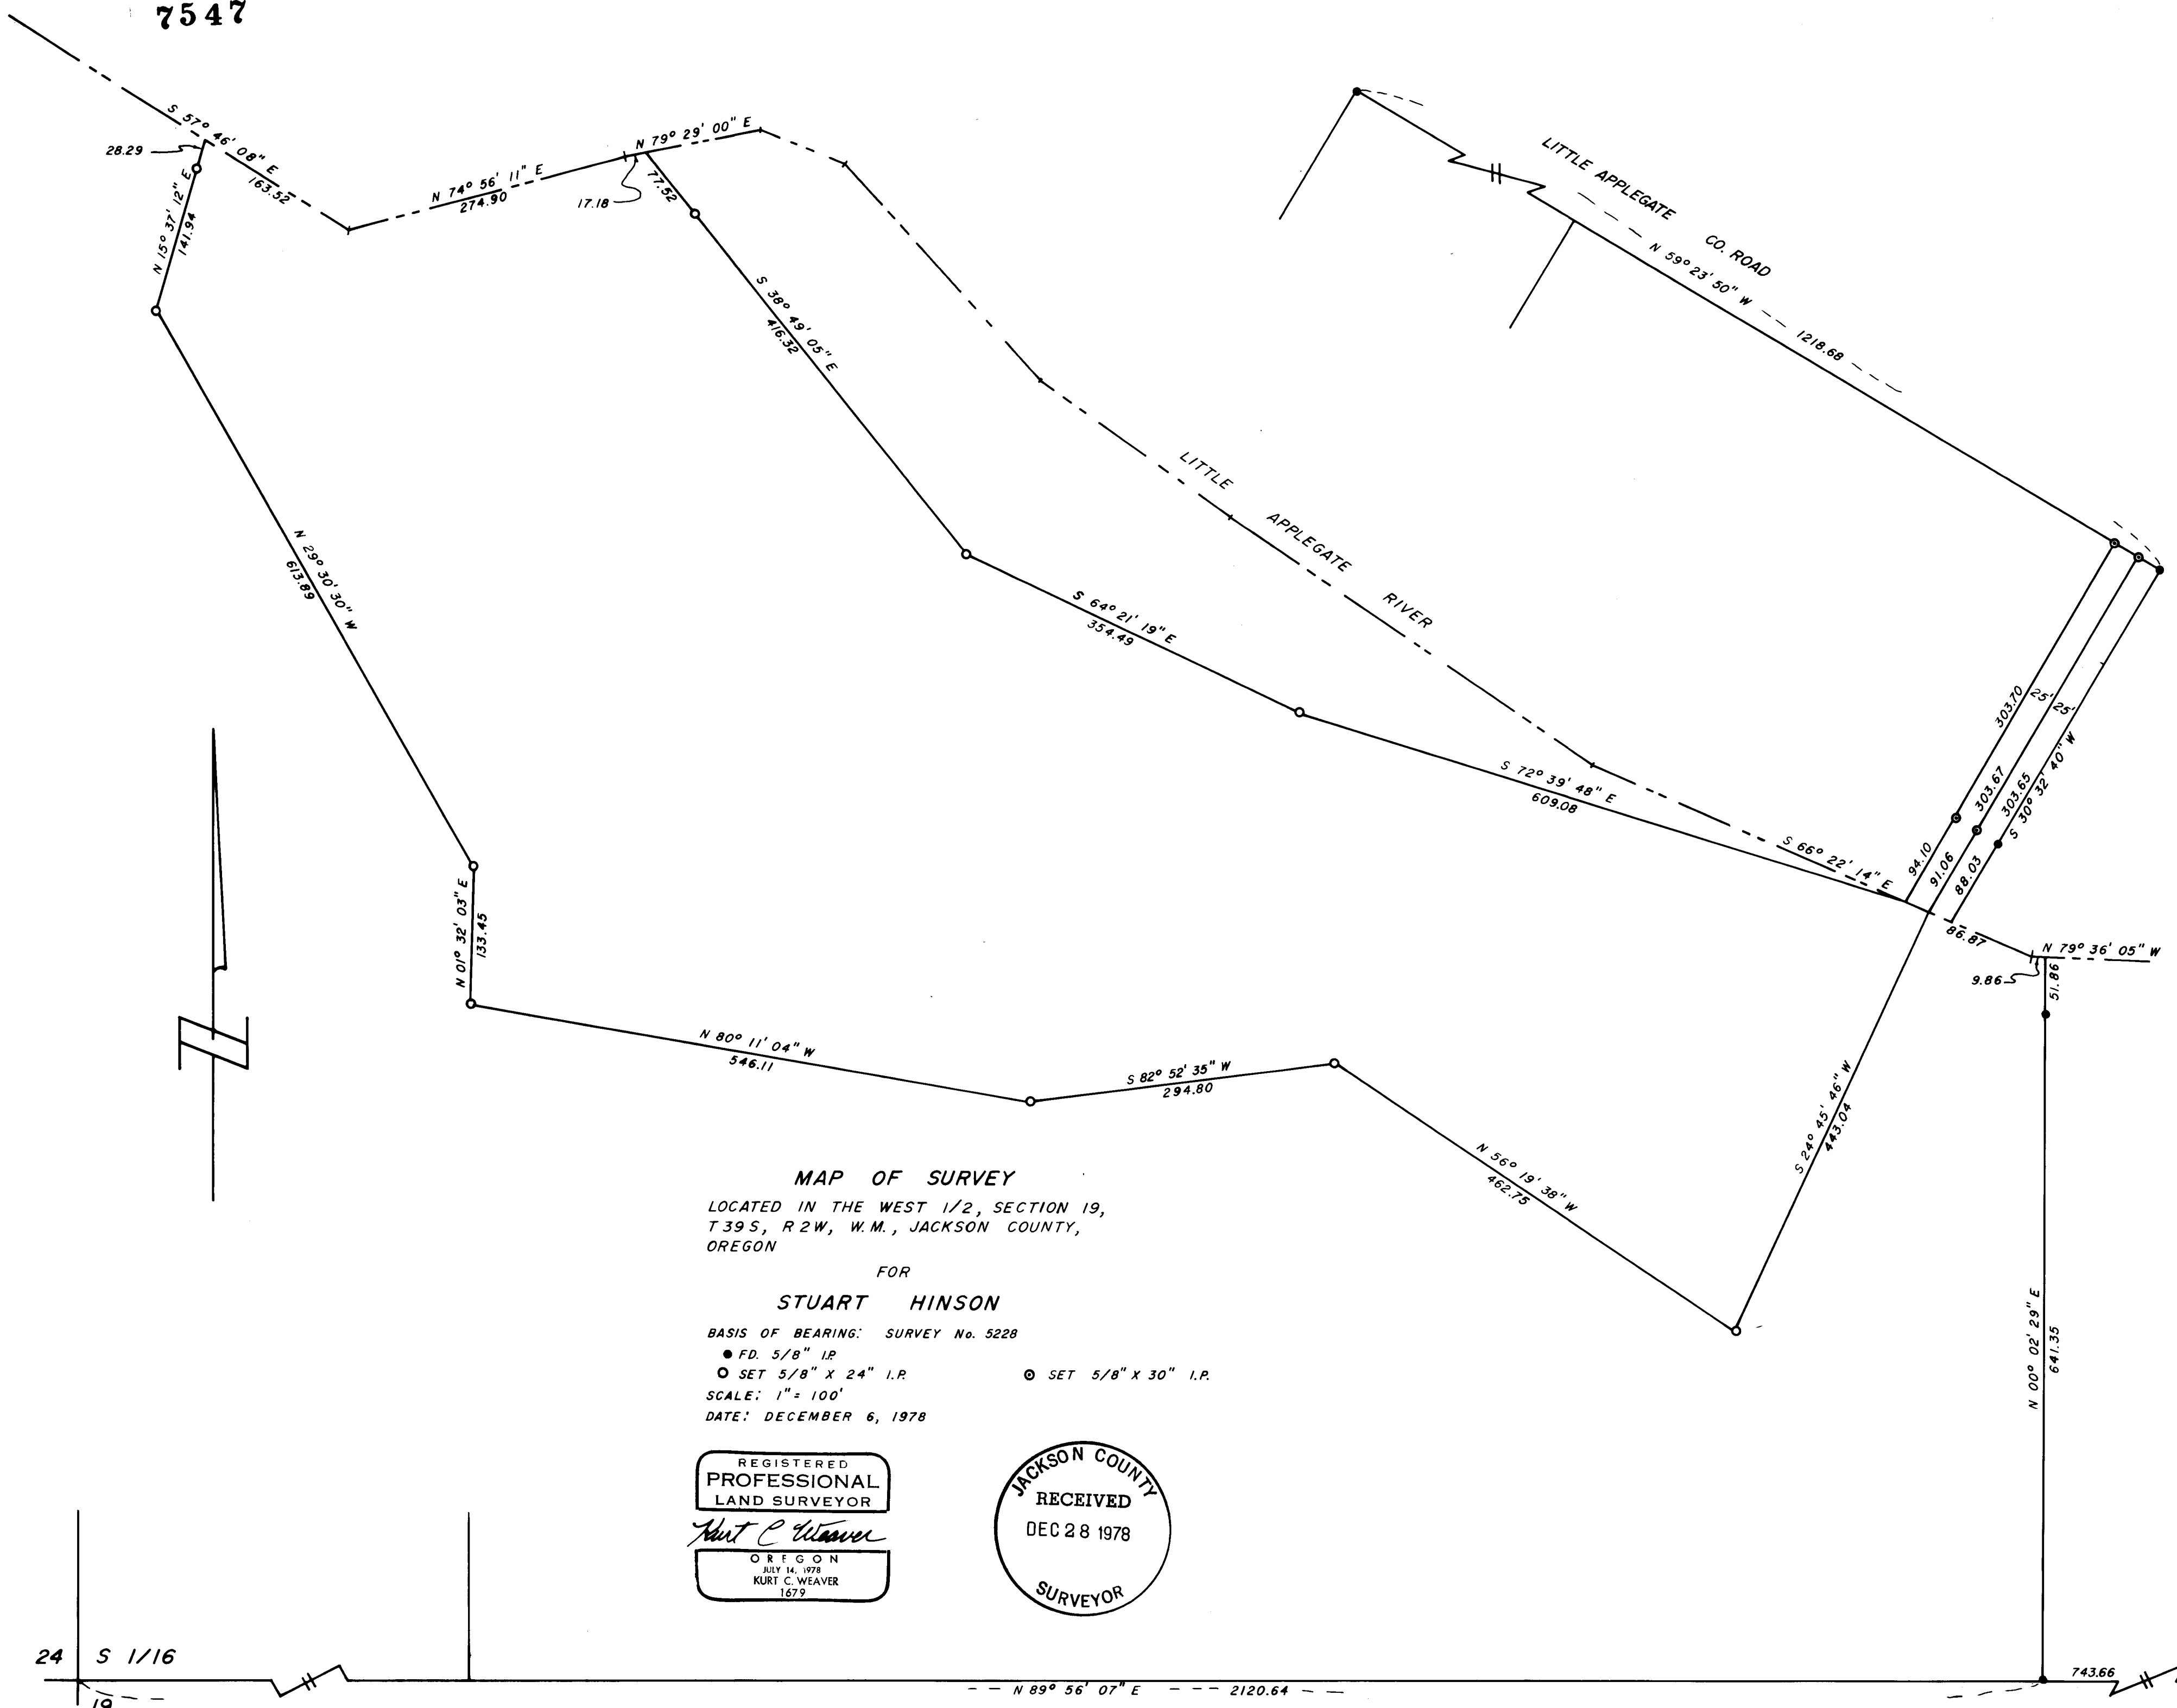 7547
S 57° 46' 08" E
163.52
28.29
N 15° 37' 12" E
141.94
N 74° 56' 11" E
274.90
N 79° 29' 00" E
17.18
77.52
S 38° 49' 05" E
416.32
LITTLE APPLEGATE CO. ROAD
N 59° 23' 50" W
1218.68
LITTLE APPLEGATE RIVER
N 29° 30' 30" W
613.89
S 64° 21' 19" E
354.49
S 72° 39' 48" E
609.08
S 66° 22' 14" E
303.70
25'
25'
303.67
303.65
S 30° 32' 40" W
94.10
91.06
88.03
86.87
N 79° 36' 05" W
9.86
51.86
N 01° 32' 03" E
133.45
N 80° 11' 04" W
546.11
S 82° 52' 35" W
294.80
N 56° 19' 38" W
462.75
S 24° 45' 46" W
443.04
N 00° 02' 29" E
641.35
MAP OF SURVEY
LOCATED IN THE WEST 1/2, SECTION 19,
T 39 S, R 2 W, W.M., JACKSON COUNTY,
OREGON
FOR
STUART HINSON
BASIS OF BEARING: SURVEY No. 5228
FD. 5/8" I.P.
SET 5/8" X 24" I.P.
SET 5/8" X 30" I.P.
SCALE: 1" = 100'
DATE: DECEMBER 6, 1978
REGISTERED
PROFESSIONAL
LAND SURVEYOR
Kurt C Weaver
OREGON
JULY 14, 1978
KURT C. WEAVER
1679
JACKSON COUNTY
RECEIVED
DEC 28 1978
SURVEYOR
24 S 1/16
19
N 89° 56' 07" E 2120.64
743.66